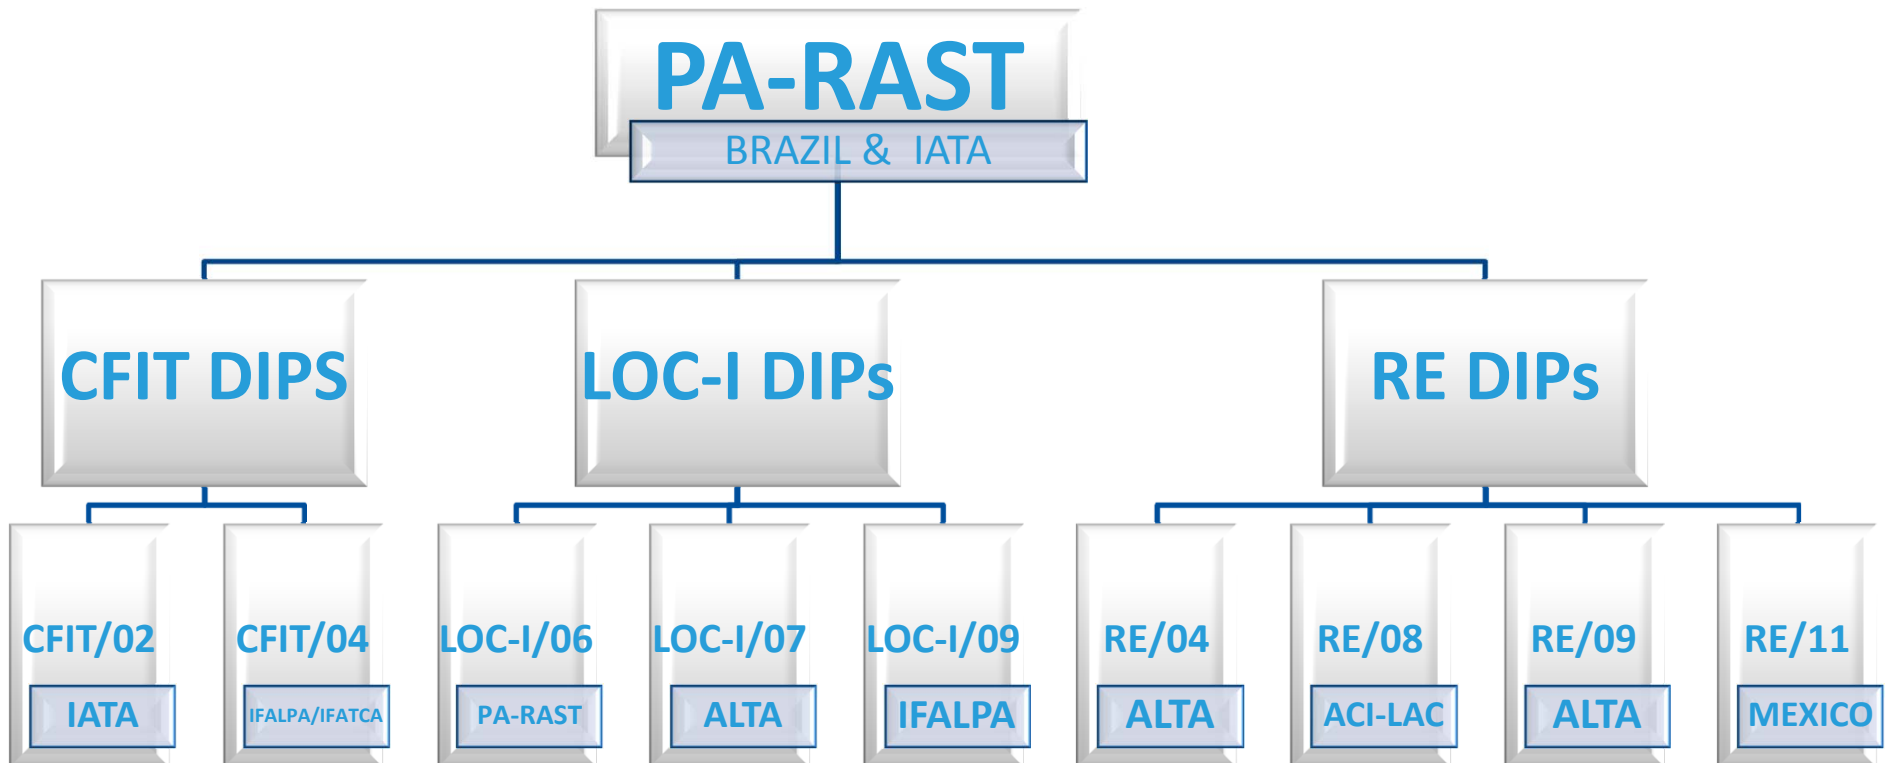 PA-RAST
BRAZIL & IATA
CFIT DIPS
LOC-I DIPs
RE DIPs
CFIT/02
IATA
CFIT/04
IFALPA/IFATCA
LOC-I/06
PA-RAST
LOC-I/07
ALTA
LOC-I/09
IFALPA
RE/04
ALTA
RE/08
ACI-LAC
RE/09
ALTA
RE/11
MEXICO